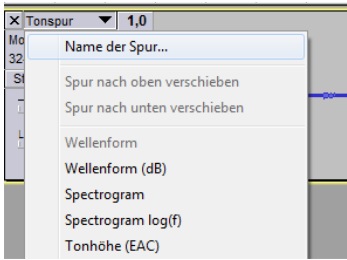 Tonspur 1,0
Mo
32
St
L
Name der Spur...
Spur nach oben verschieben
Spur nach unten verschieben
Wellenform
Wellenform (dB)
Spectrogram
Spectrogram log(f)
Tonhöhe (EAC)